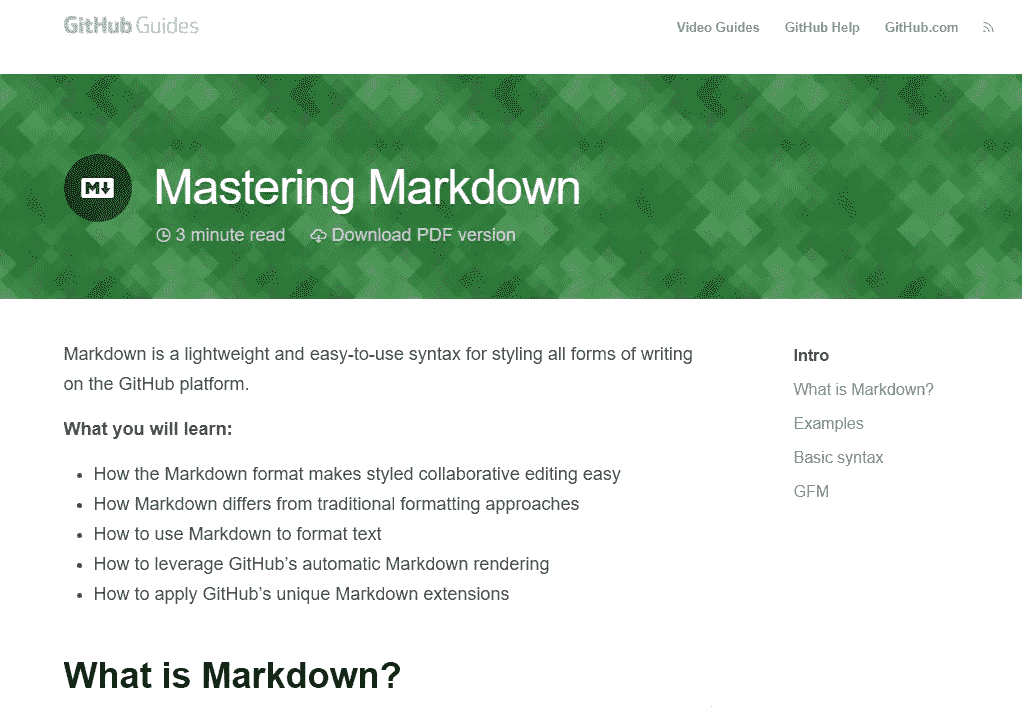 GitHub Guides
Video Guides GitHub Help GitHub.com
M
Mastering Markdown
3 minute read Download PDF version
Markdown is a lightweight and easy-to-use syntax for styling all forms of writing
on the GitHub platform.
What you will learn:
How the Markdown format makes styled collaborative editing easy
How Markdown differs from traditional formatting approaches
How to use Markdown to format text
How to leverage GitHub’s automatic Markdown rendering
How to apply GitHub’s unique Markdown extensions
What is Markdown?
Intro
What is Markdown?
Examples
Basic syntax
GFM